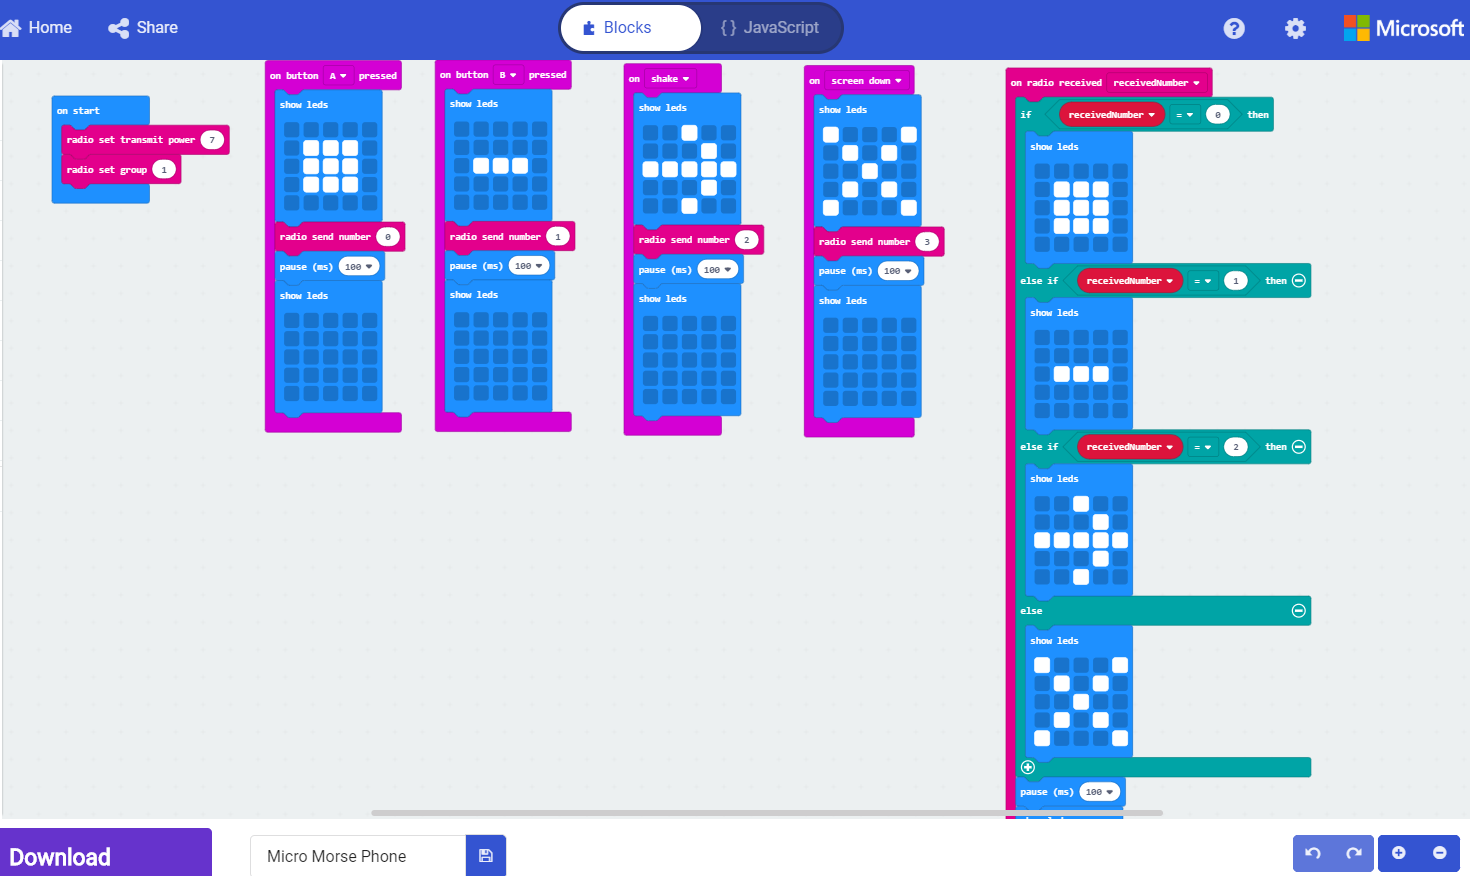 Home
Share
Blocks
{ } JavaScript
Microsoft
on start
radio set transmit power 7
radio set group 1
on button A pressed
show leds
radio send number 0
pause (ms) 100
show leds
on button B pressed
show leds
radio send number 1
pause (ms) 100
show leds
on shake
show leds
radio send number 2
pause (ms) 100
show leds
on screen down
show leds
radio send number 3
pause (ms) 100
show leds
on radio received receivedNumber
if receivedNumber = 0 then
show leds
else if receivedNumber = 1 then
show leds
else if receivedNumber = 2 then
show leds
else
show leds
pause (ms) 100
Download
Micro Morse Phone